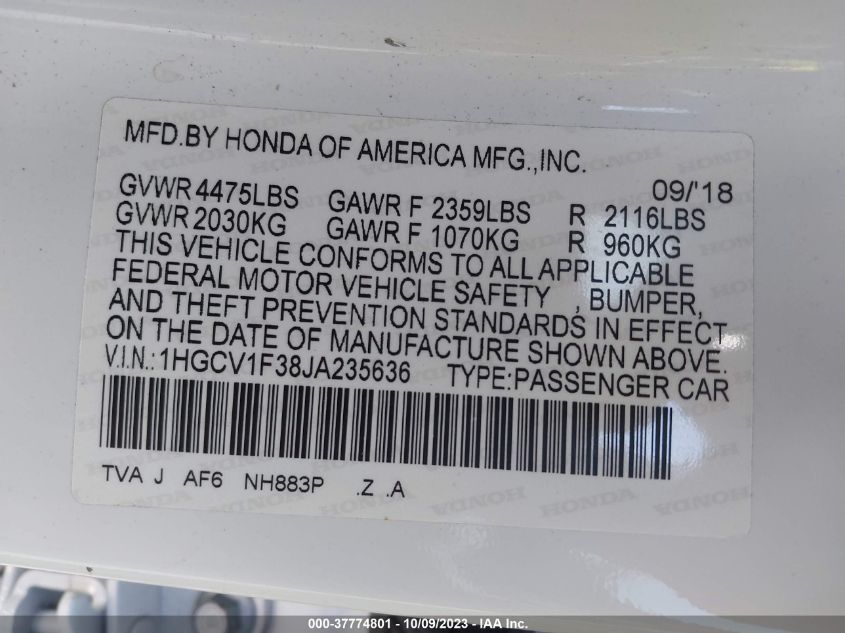 MFD.BY HONDA OF AMERICA MFG.,INC.
09/'18
GVWR 4475LBS GAWR F 2359LBS R 2116LBS
GVWR 2030KG GAWR F 1070KG R 960KG
THIS VEHICLE CONFORMS TO ALL APPLICABLE
FEDERAL MOTOR VEHICLE SAFETY , BUMPER,
AND THEFT PREVENTION STANDARDS IN EFFECT
ON THE DATE OF MANUFACTURE SHOWN ABOVE.
V.I.N.:1HGCV1F38JA235636 TYPE:PASSENGER CAR
TVA J AF6 NH883P .Z .A
000-37774801 - 10/09/2023 - IAA Inc.